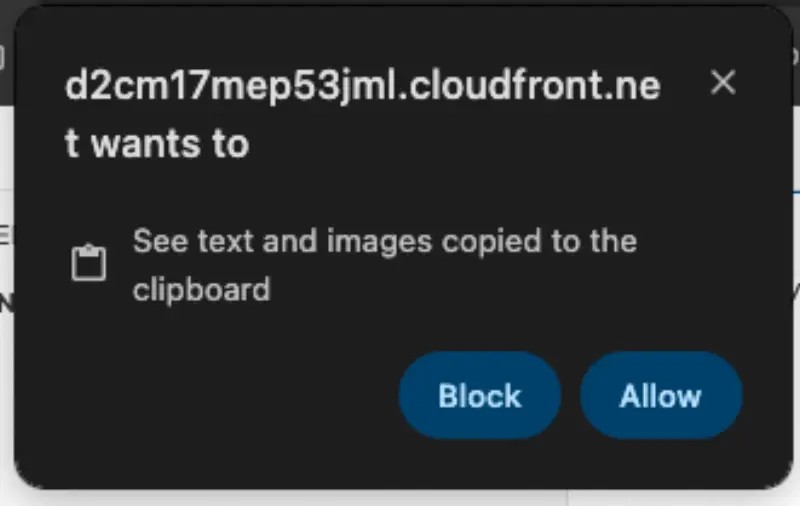 d2cm17mep53jml.cloudfront.ne
t wants to
See text and images copied to the
clipboard
Block Allow